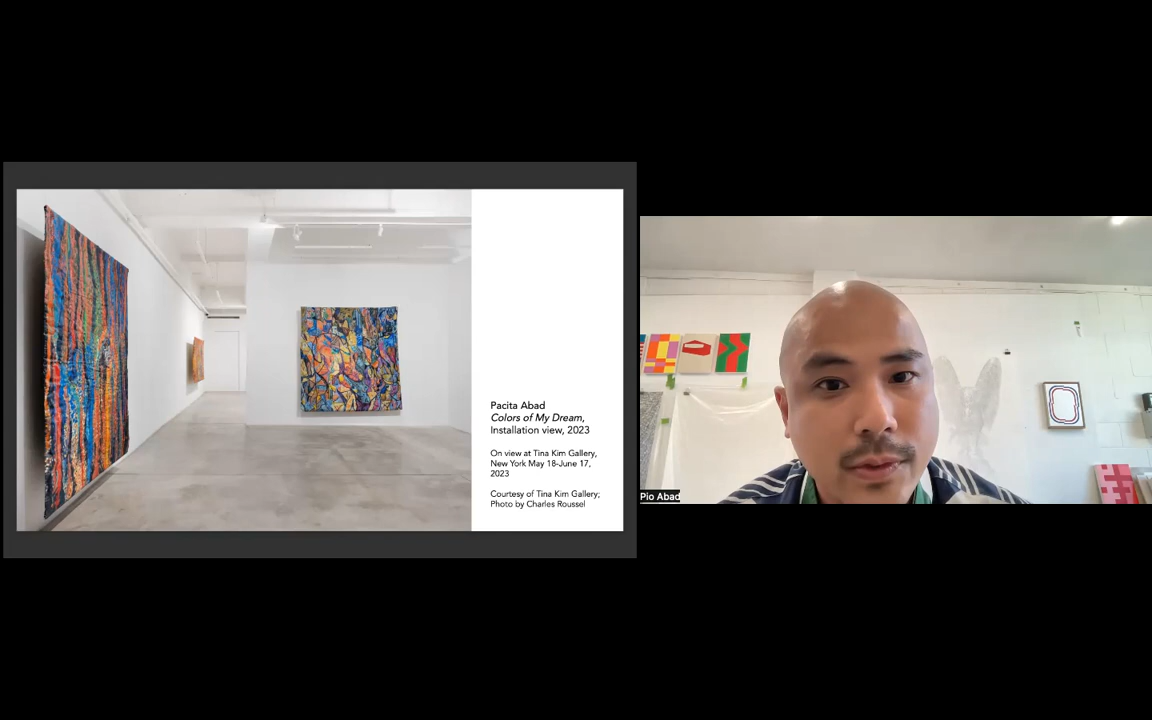 Pacita Abad
Colors of My Dream,
Installation view, 2023
On view at Tina Kim Gallery,
New York May 18-June 17,
2023
Courtesy of Tina Kim Gallery;
Photo by Charles Roussel
Pio Abad